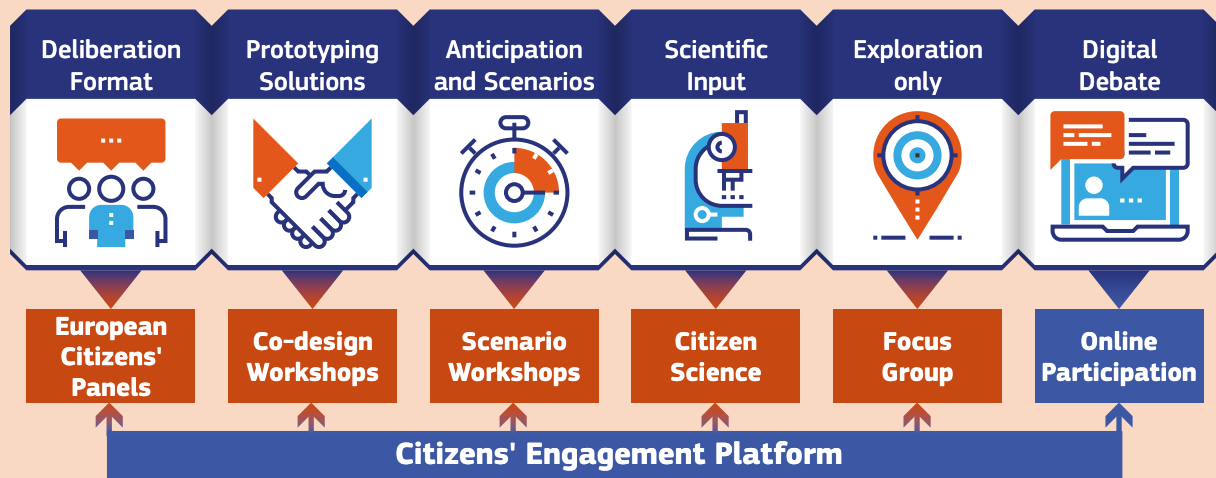 Deliberation
Format
Prototyping
Solutions
Anticipation
and Scenarios
Scientific
Input
Exploration
only
Digital
Debate
European
Citizens'
Panels
Co-design
Workshops
Scenario
Workshops
Citizen
Science
Focus
Group
Online
Participation
Citizens' Engagement Platform